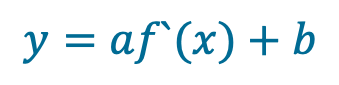 y = af`(x) + b